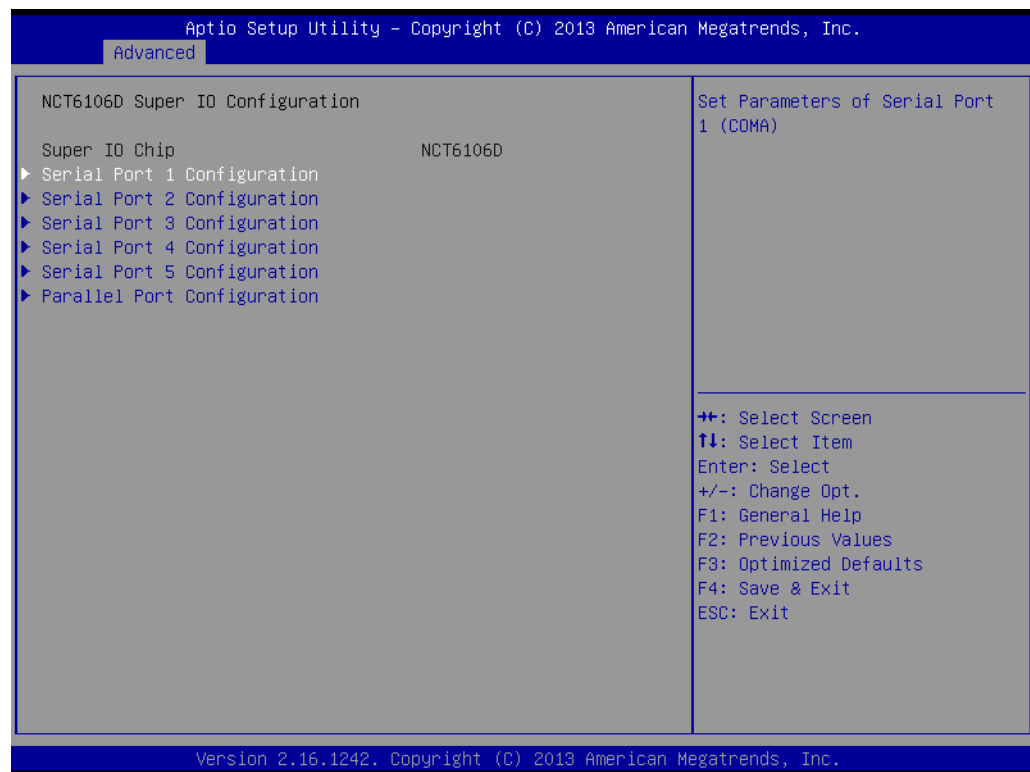 Aptio Setup Utility – Copyright (C) 2013 American Megatrends, Inc.
Advanced
NCT6106D Super IO Configuration
Super IO Chip NCT6106D
▶ Serial Port 1 Configuration
▶ Serial Port 2 Configuration
▶ Serial Port 3 Configuration
▶ Serial Port 4 Configuration
▶ Serial Port 5 Configuration
▶ Parallel Port Configuration
Set Parameters of Serial Port
1 (COMA)
→←: Select Screen
↑↓: Select Item
Enter: Select
+/-: Change Opt.
F1: General Help
F2: Previous Values
F3: Optimized Defaults
F4: Save & Exit
ESC: Exit
Version 2.16.1242. Copyright (C) 2013 American Megatrends, Inc.